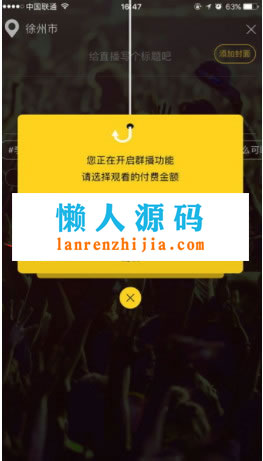 中国联通 16:47 63%
徐州市
给直播写个标题吧
添加封面
您正在开启群播功能
请选择观看的付费金额
懒人源码
lanrenzhijia.com